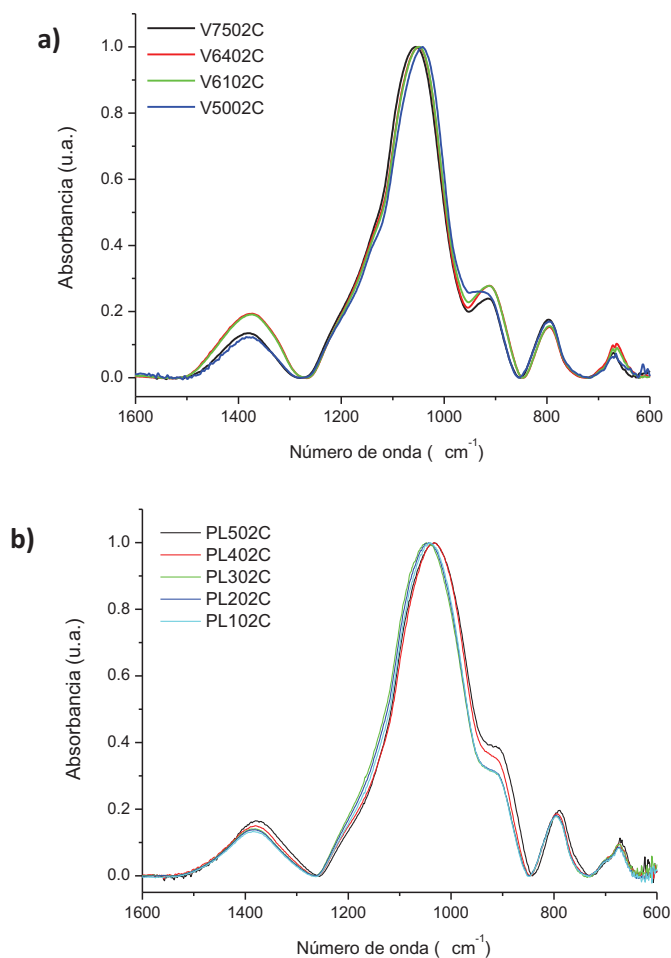 a)
V7502C
V6402C
V6102C
V5002C
Absorbancia (u.a.)
1.0
0.8
0.6
0.4
0.2
0.0
1600 1400 1200 1000 800 600
Número de onda ( cm-1)
b)
PL502C
PL402C
PL302C
PL202C
PL102C
Absorbancia (u.a.)
1.0
0.8
0.6
0.4
0.2
0.0
1600 1400 1200 1000 800 600
Número de onda ( cm-1)